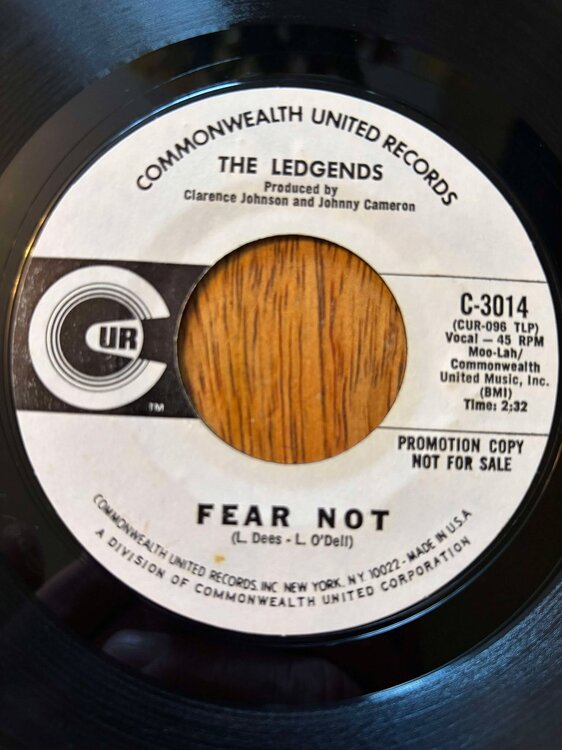 COMMONWEALTH UNITED RECORDS
THE LEDGENDS
Produced by
Clarence Johnson and Johnny Cameron
CUR
TM
C-3014
(CUR-096 TLP)
Vocal — 45 RPM
Moo-Lah/
Commonwealth
United Music, Inc.
(BMI)
Time: 2:32
PROMOTION COPY
NOT FOR SALE
FEAR NOT
(L. Dees - L. O'Dell)
COMMONWEALTH UNITED RECORDS, INC NEW YORK, N.Y. 10022 - MADE IN U.S.A
A DIVISION OF COMMONWEALTH UNITED CORPORATION